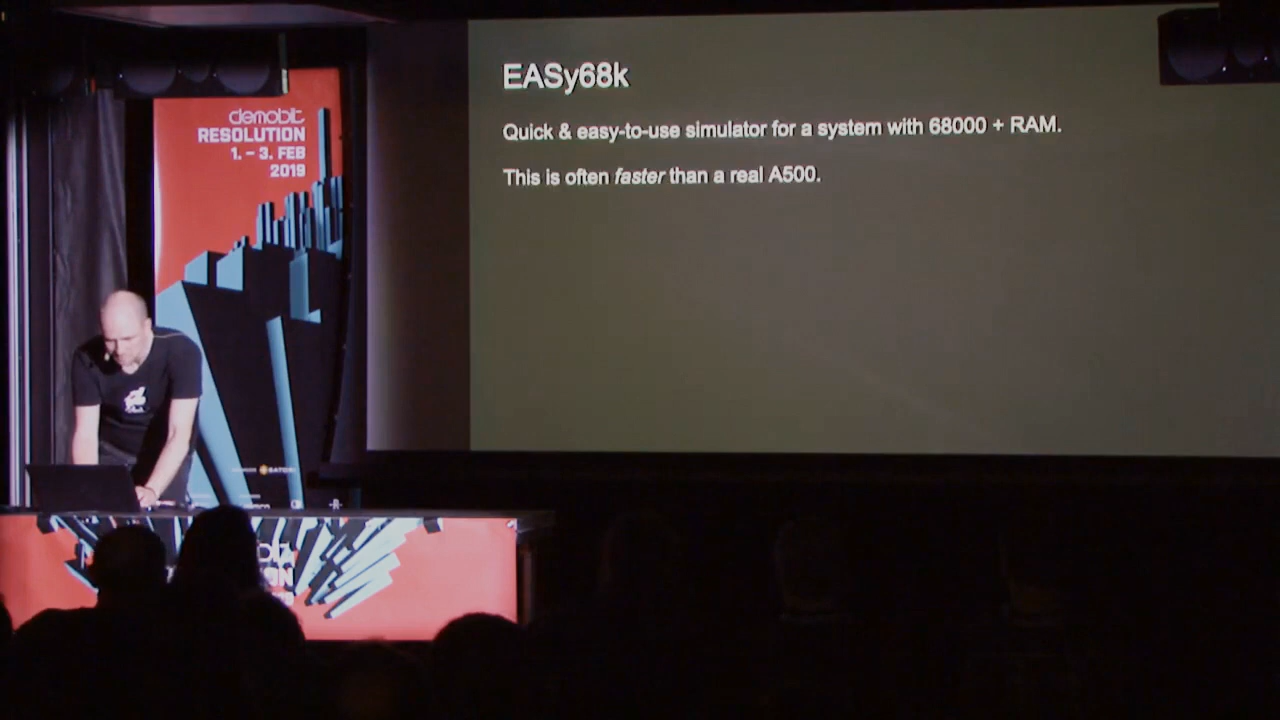 EASy68k
Quick & easy-to-use simulator for a system with 68000 + RAM.
This is often faster than a real A500.
demobit
RESOLUTION
1. – 3. FEB
2019